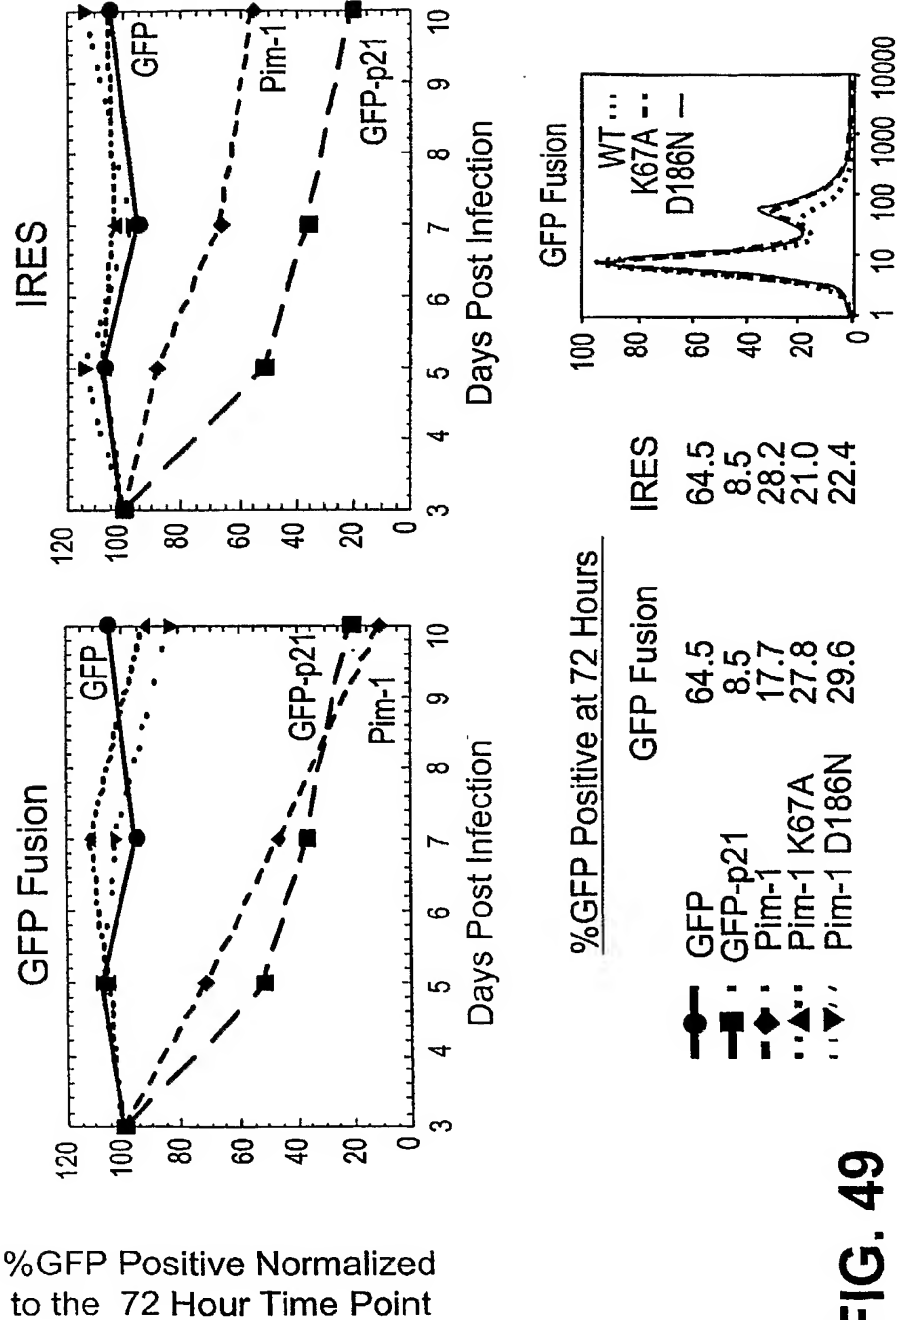 %GFP Positive Normalized
to the 72 Hour Time Point
GFP Fusion
120
100
80
60
40
20
0
GFP
GFP-p21
Pim-1
3 4 5 6 7 8 9 10
Days Post Infection
IRES
120
100
80
60
40
20
0
GFP
Pim-1
GFP-p21
3 4 5 6 7 8 9 10
Days Post Infection
%GFP Positive at 72 Hours
GFP Fusion IRES
GFP 64.5 64.5
GFP-p21 8.5 8.5
Pim-1 17.7 28.2
Pim-1 K67A 27.8 21.0
Pim-1 D186N 29.6 22.4
GFP Fusion
100
80
60
40
20
0
WT
K67A
D186N
1 10 100 1000 10000
FIG. 49